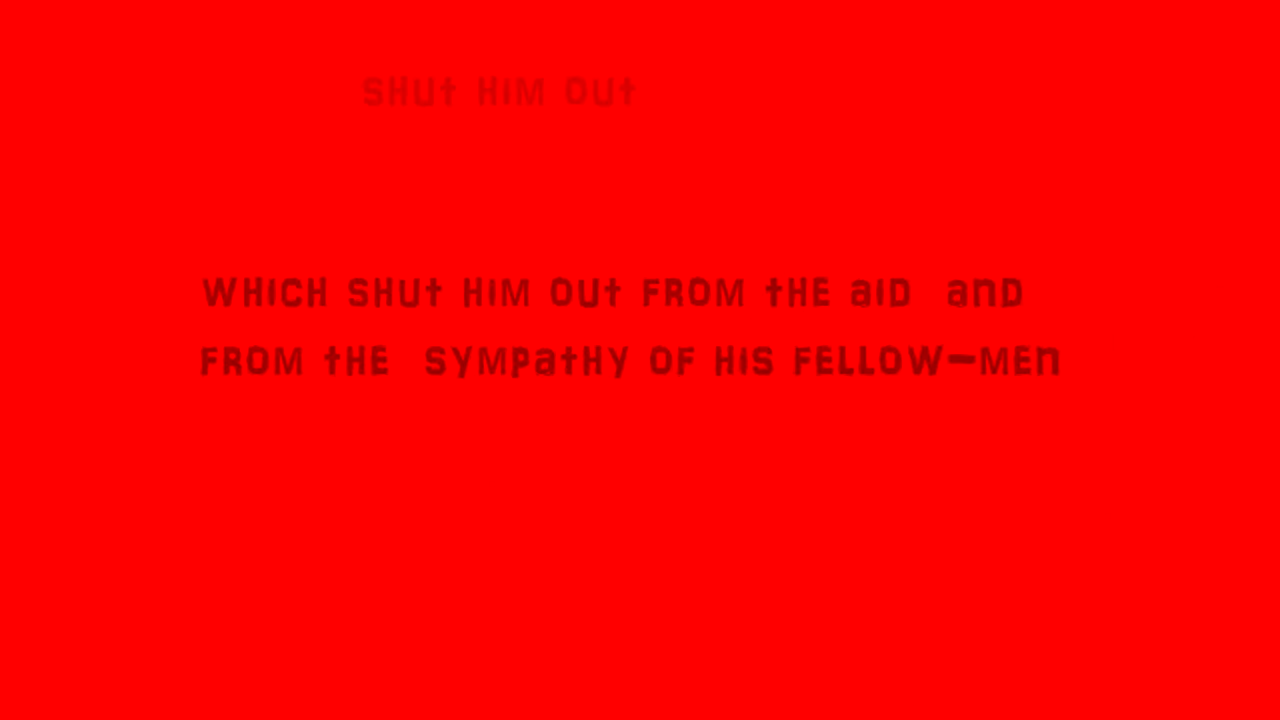 SHUt HIM OUt
WHICH SHUt HIM OUt FROM tHE aID  anD
FROM tHE  SYMpatHY OF HIS FELLOW-MEn